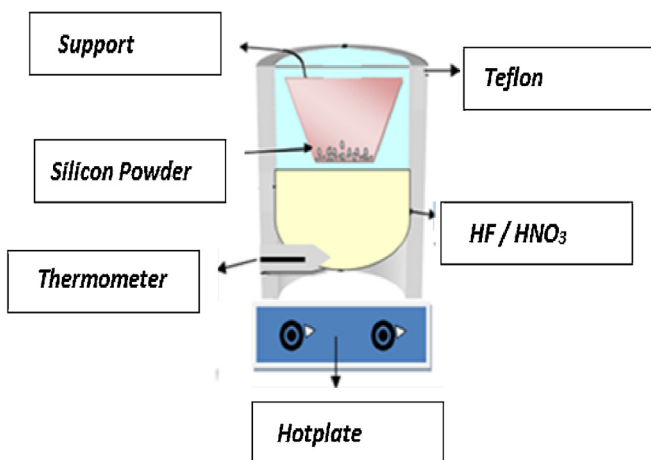 Support
Teflon
Silicon Powder
HF / HNO₃
Thermometer
Hotplate